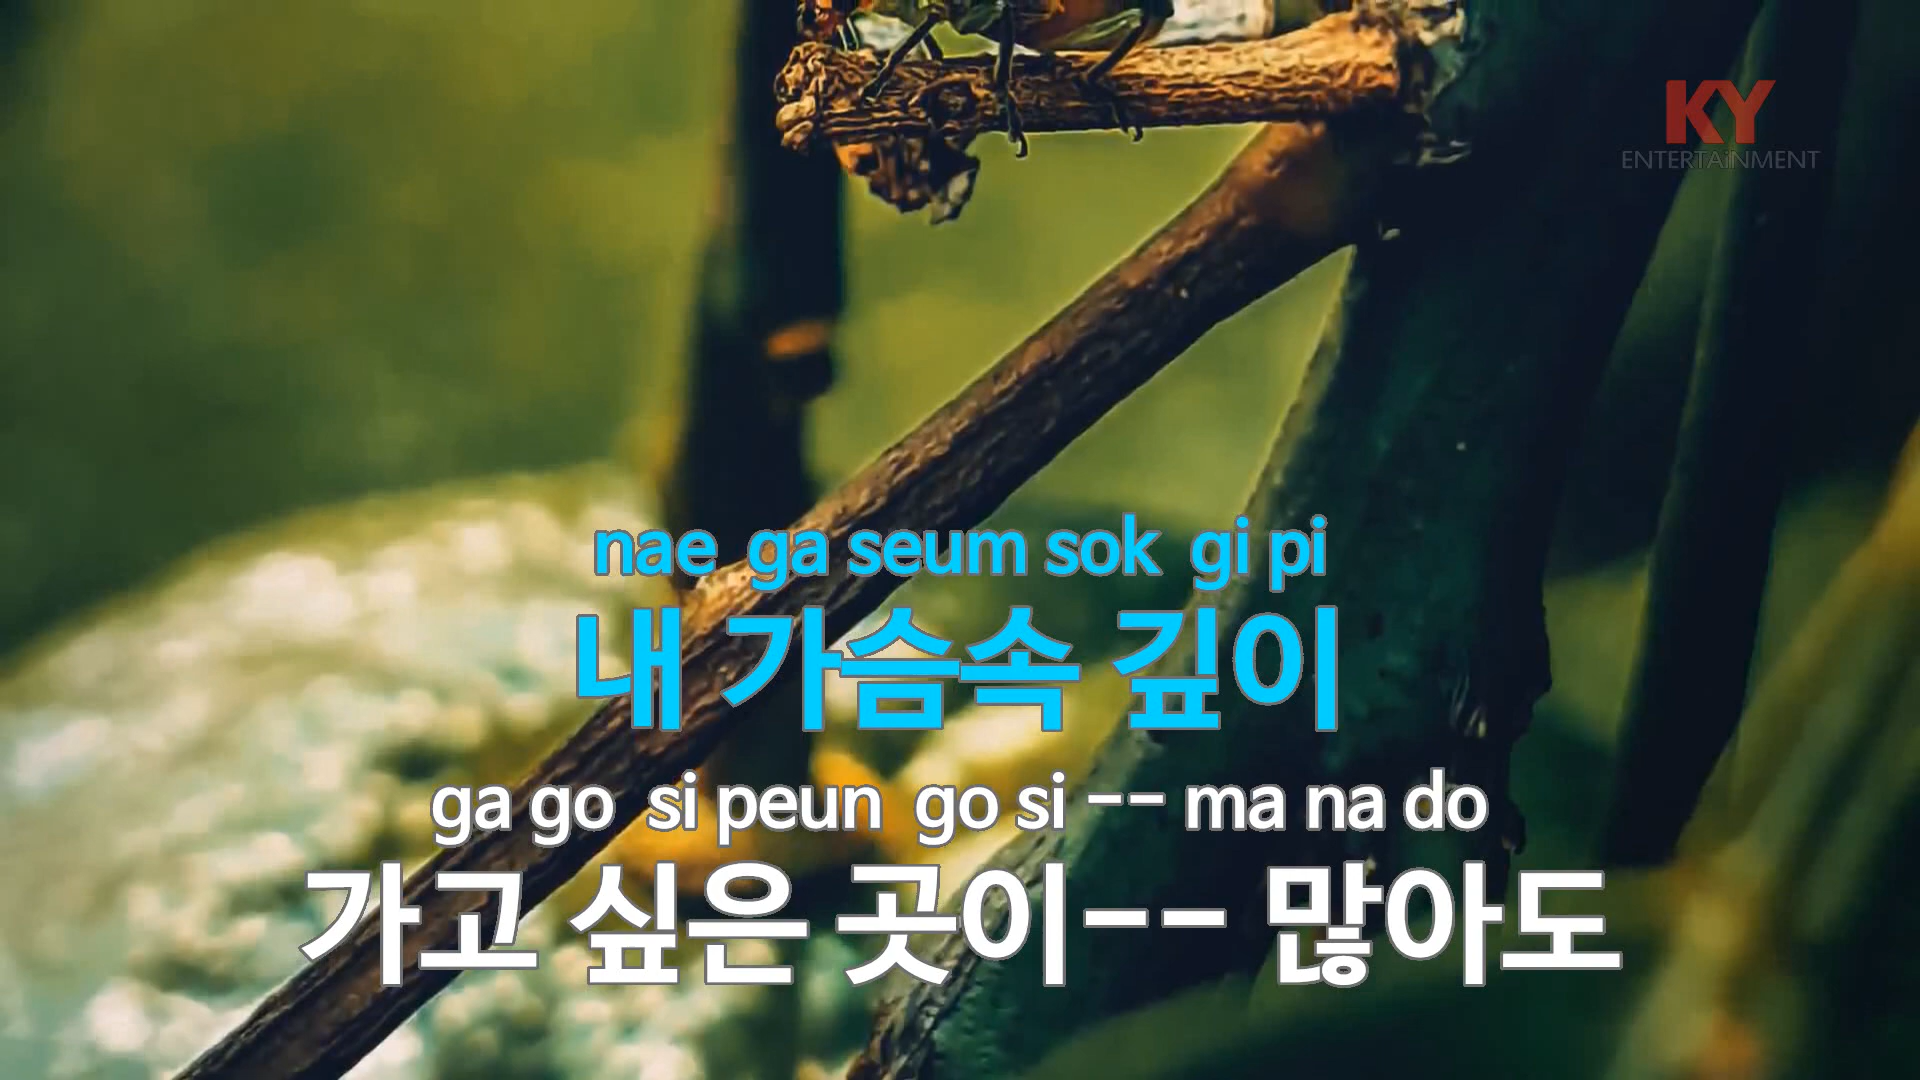 KY
ENTERTAiNMENT
nae ga seum sok gi pi
내 가슴속 깊이
ga go si peun go si -- ma na do
가고 싶은 곳이-- 많아도